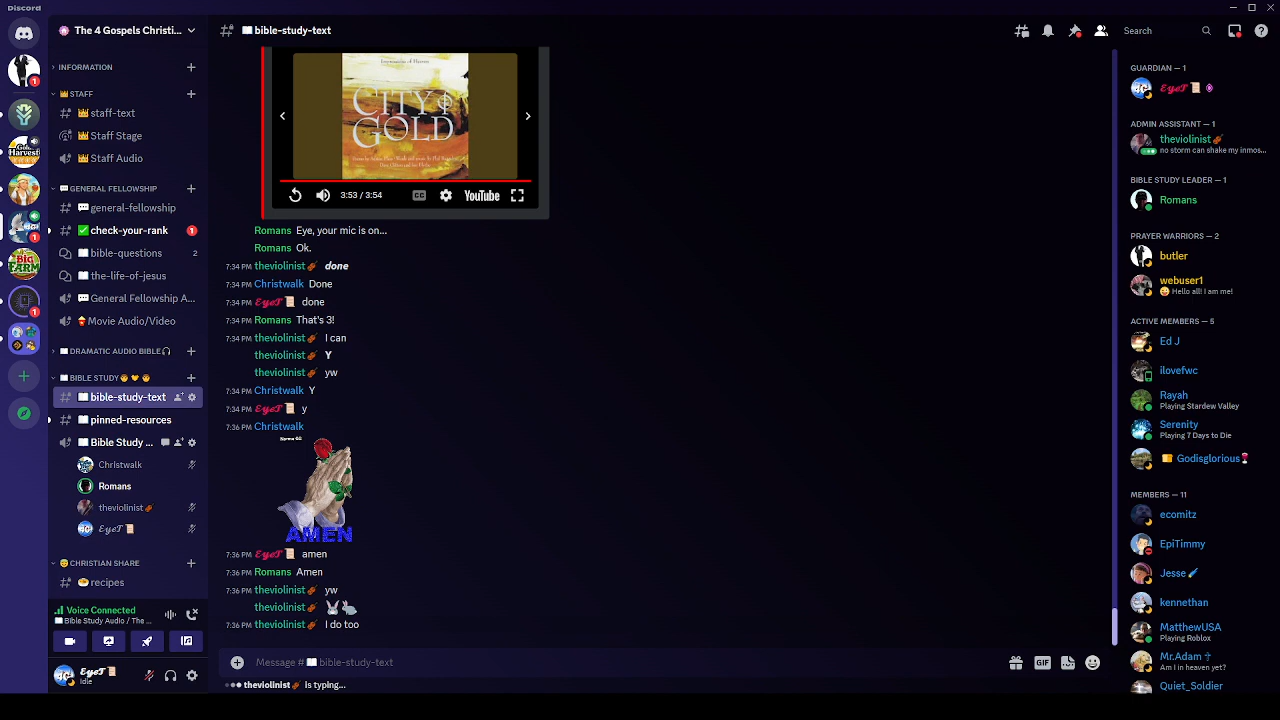 Discord
The 4 Gospels Christi...
📖bible-study-text
Search
INFORMATION
👑 STAFF
👑 staff-text
👑 Staff Stage
👑 Staff Audio
💬 GENERAL FELLOWSHIP
💬general-fellowship
✅check-your-rank 1
📖bible-questions 2
📖the-life-of-jesus
💬General Fellowship A...
🍿Movie Audio/Video
📖DRAMATIC AUDIO BIBLE🎧
📖BIBLE STUDY
📖bible-study-text
📖pinned-resources
📖Bible Study ...
Christwalk
Romans
theviolinist🎻
EyeT📜
😊 CHRISTIAN SHARE
recipes
Voice Connected
📖Bible Study Audio / The ...
EyeT📜
CITY OF GOLD
3:53 / 3:54
CC
YouTube
Romans Eye, your mic is on...
Romans Ok.
7:34 PM theviolinist🎻 done
7:34 PM Christwalk Done
7:34 PM EyeT📜 done
7:34 PM Romans That's 3!
7:34 PM theviolinist🎻 I can
theviolinist🎻 Y
theviolinist🎻 yw
7:34 PM Christwalk Y
7:34 PM EyeT📜 y
7:36 PM Christwalk
AMEN
7:36 PM EyeT📜 amen
7:36 PM Romans Amen
7:36 PM theviolinist🎻 yw
theviolinist🎻 🐰🐇
7:36 PM theviolinist🎻 I do too
Message #📖bible-study-text
GIF
theviolinist🎻 is typing...
GUARDIAN — 1
EyeT📜
ADMIN ASSISTANT — 1
theviolinist🎻
no storm can shake my inmos...
BIBLE STUDY LEADER — 1
Romans
PRAYER WARRIORS — 2
butler
webuser1
😀 Hello all! I am me!
ACTIVE MEMBERS — 5
Ed J
ilovefwc
Rayah
Playing Stardew Valley
Serenity
Playing 7 Days to Die
🍞 Godisglorious🍷
MEMBERS — 11
ecomitz
EpiTimmy
Jesse
kennethan
MatthewUSA
Playing Roblox
Mr.Adam ✝
Am I in heaven yet?
Quiet_Soldier